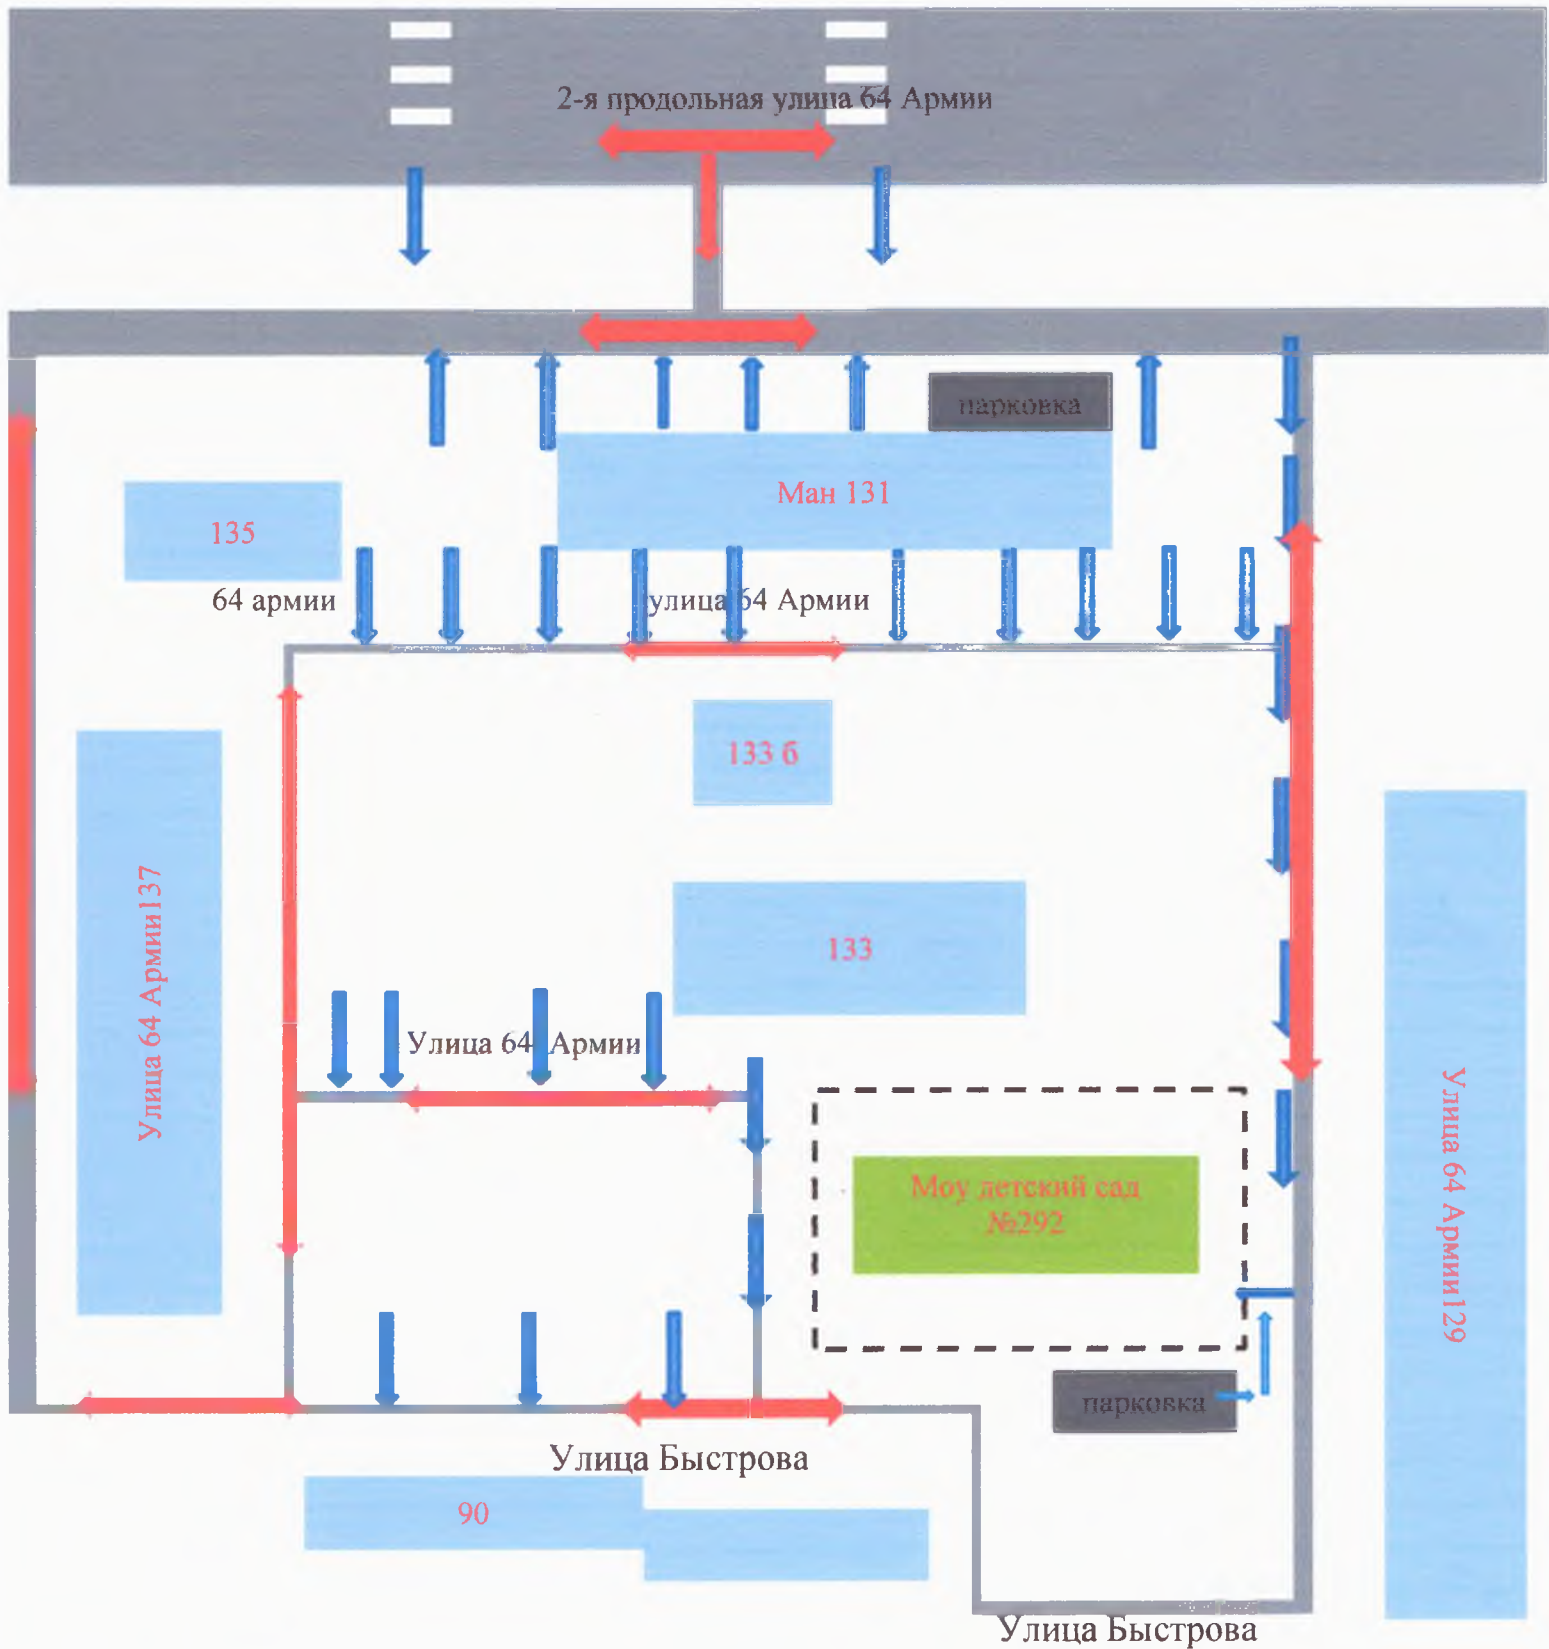 2-я продольная улица 64 Армии
парковка
Ман 131
135
64 армии
улица 64 Армии
133 б
Улица 64 Армии137
133
Улица 64 Армии
Улица 64 Армии129
Моу детский сад
№292
парковка
Улица Быстрова
90
Улица Быстрова